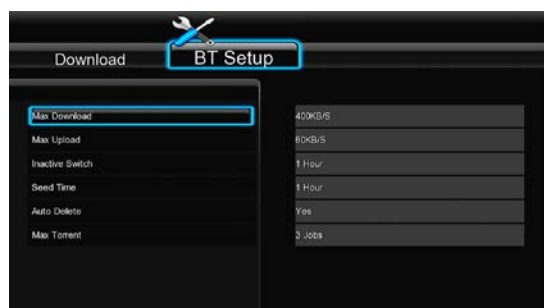 Download BT Setup
Max Download 400KB/S
Max Upload 60KB/S
Inactive Switch 1 Hour
Seed Time 1 Hour
Auto Delete Yes
Max Torrent 3 Jobs